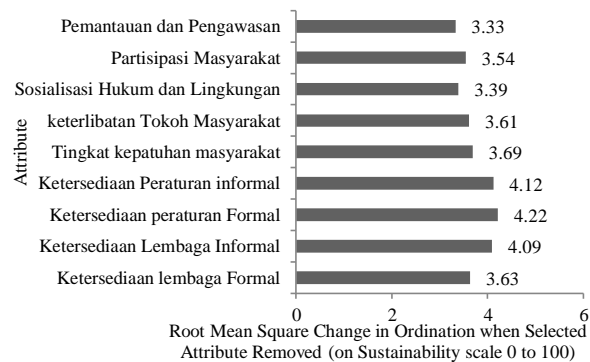 Pemantauan dan Pengawasan 3.33
Partisipasi Masyarakat 3.54
Sosialisasi Hukum dan Lingkungan 3.39
keterlibatan Tokoh Masyarakat 3.61
Tingkat kepatuhan masyarakat 3.69
Ketersediaan Peraturan informal 4.12
Ketersediaan peraturan Formal 4.22
Ketersediaan Lembaga Informal 4.09
Ketersediaan lembaga Formal 3.63
Attribute
0 2 4 6
Root Mean Square Change in Ordination when Selected
Attribute Removed (on Sustainability scale 0 to 100)